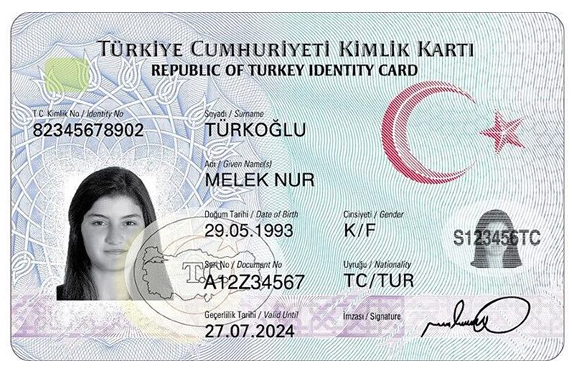 TÜRKİYE CUMHURİYETİ KİMLİK KARTI
REPUBLIC OF TURKEY IDENTITY CARD
T.C. Kimlik No / Identity No
82345678902
Soyadı / Surname
TÜRKOĞLU
Adı / Given Name(s)
MELEK NUR
Doğum Tarihi / Date of Birth
29.05.1993
Cinsiyeti / Gender
K/F
S123456TC
Seri No / Document No
A12Z34567
Uyruğu / Nationality
TC/TUR
T.C.
Geçerlilik Tarihi / Valid Until
27.07.2024
İmzası / Signature